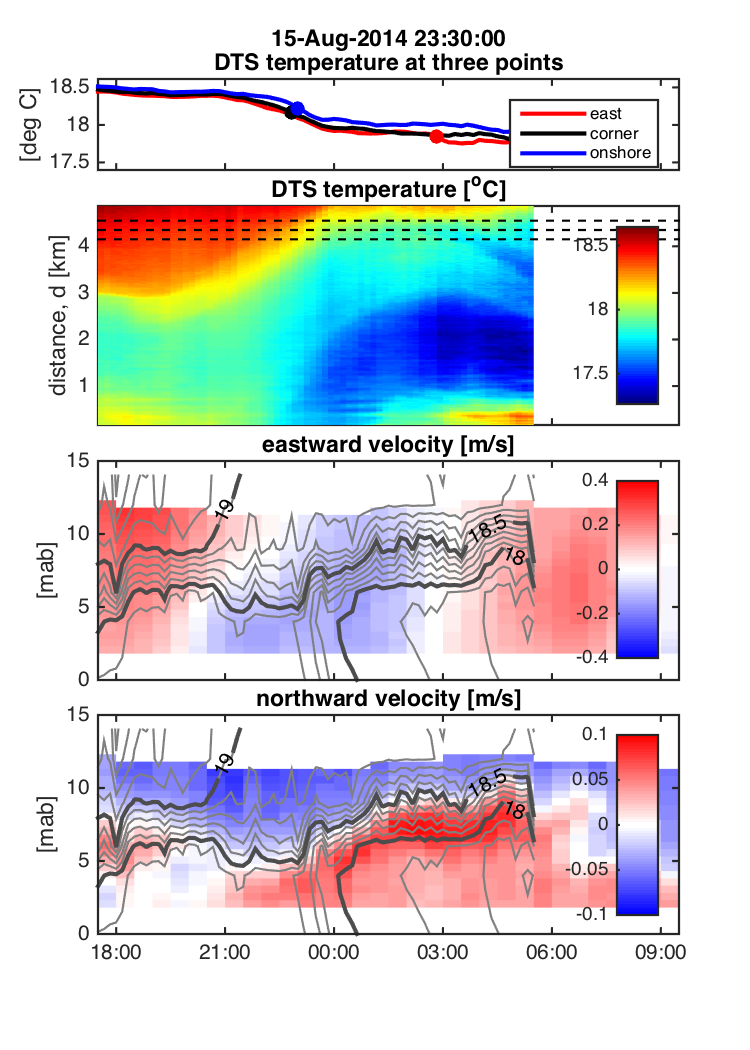 15-Aug-2014 23:30:00
DTS temperature at three points
[deg C]
18.5
18
17.5
east
corner
onshore
DTS temperature [°C]
distance, d [km]
4
3
2
1
18.5
18
17.5
eastward velocity [m/s]
[mab]
15
10
5
0
19
18.5
18
0.4
0.2
0
-0.2
-0.4
northward velocity [m/s]
[mab]
15
10
5
0
19
18.5
18
0.1
0.05
0
-0.05
-0.1
18:00 21:00 00:00 03:00 06:00 09:00